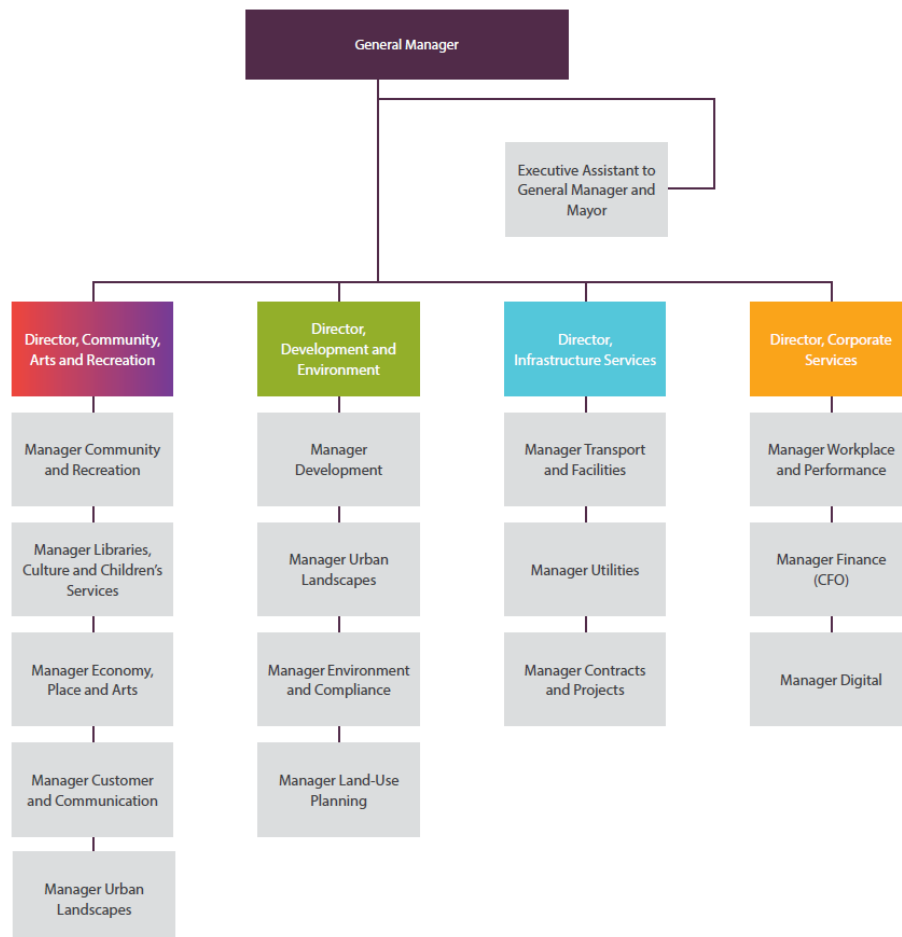 General Manager
Executive Assistant to
General Manager and
Mayor
Director, Community,
Arts and Recreation
Manager Community
and Recreation
Manager Libraries,
Culture and Children's
Services
Manager Economy,
Place and Arts
Manager Customer
and Communication
Manager Urban
Landscapes
Director,
Development and
Environment
Manager
Development
Manager Urban
Landscapes
Manager Environment
and Compliance
Manager Land-Use
Planning
Director,
Infrastructure Services
Manager Transport
and Facilities
Manager Utilities
Manager Contracts
and Projects
Director, Corporate
Services
Manager Workplace
and Performance
Manager Finance
(CFO)
Manager Digital